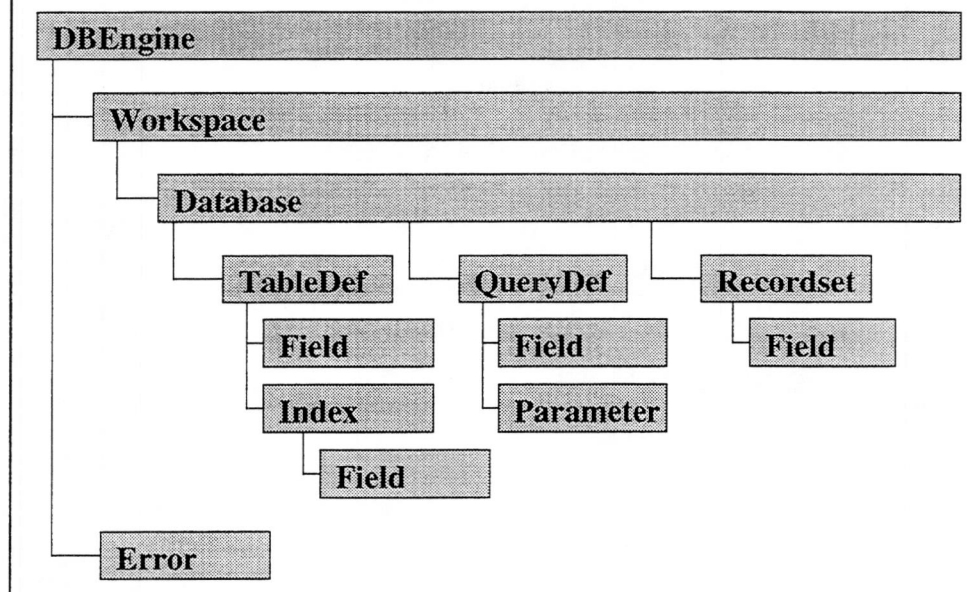 DBEngine
Workspace
Database
TableDef QueryDef Recordset
Field Field Field
Index Parameter
Field
Error